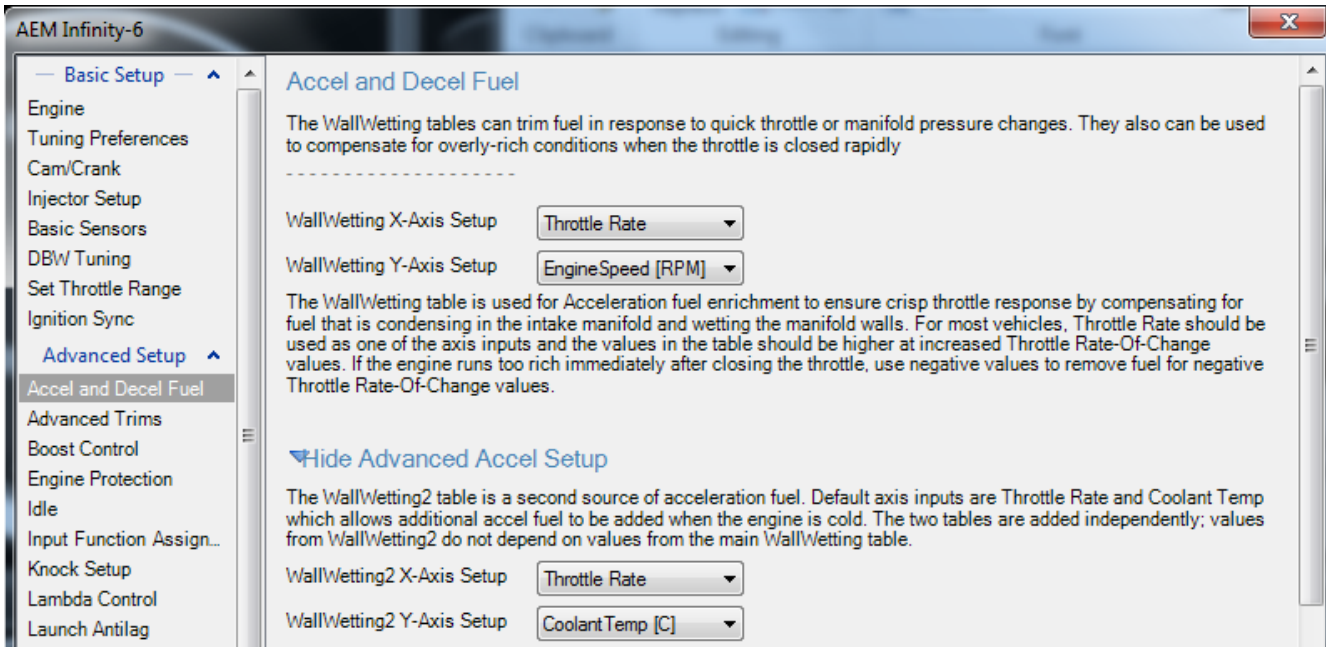 AEM Infinity-6
Basic Setup
Engine
Tuning Preferences
Cam/Crank
Injector Setup
Basic Sensors
DBW Tuning
Set Throttle Range
Ignition Sync
Advanced Setup
Accel and Decel Fuel
Advanced Trims
Boost Control
Engine Protection
Idle
Input Function Assign...
Knock Setup
Lambda Control
Launch Antilag
Accel and Decel Fuel
The WallWetting tables can trim fuel in response to quick throttle or manifold pressure changes. They also can be used
to compensate for overly-rich conditions when the throttle is closed rapidly
- - - - - - - - - - - - - - - - - - - -
WallWetting X-Axis Setup Throttle Rate
WallWetting Y-Axis Setup EngineSpeed [RPM]
The WallWetting table is used for Acceleration fuel enrichment to ensure crisp throttle response by compensating for
fuel that is condensing in the intake manifold and wetting the manifold walls. For most vehicles, Throttle Rate should be
used as one of the axis inputs and the values in the table should be higher at increased Throttle Rate-Of-Change
values. If the engine runs too rich immediately after closing the throttle, use negative values to remove fuel for negative
Throttle Rate-Of-Change values.
Hide Advanced Accel Setup
The WallWetting2 table is a second source of acceleration fuel. Default axis inputs are Throttle Rate and Coolant Temp
which allows additional accel fuel to be added when the engine is cold. The two tables are added independently; values
from WallWetting2 do not depend on values from the main WallWetting table.
WallWetting2 X-Axis Setup Throttle Rate
WallWetting2 Y-Axis Setup CoolantTemp [C]